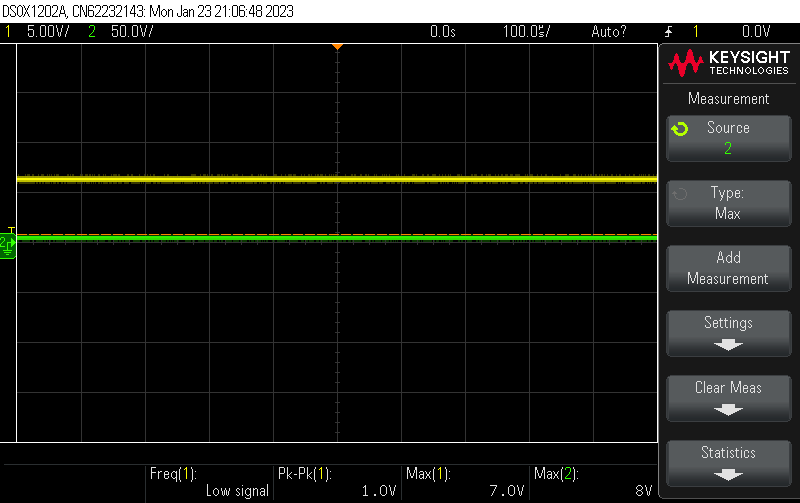 DSOX1202A, CN62232143: Mon Jan 23 21:06:48 2023
1 5.00V/ 2 50.0V/ 0.0s 100.0s/ Auto? 1 0.0V
KEYSIGHT
TECHNOLOGIES
Measurement
Source
2
Type:
Max
Add
Measurement
Settings
Clear Meas
Statistics
T
2
Freq(1): Pk-Pk(1): Max(1): Max(2):
Low signal 1.0V 7.0V 8V